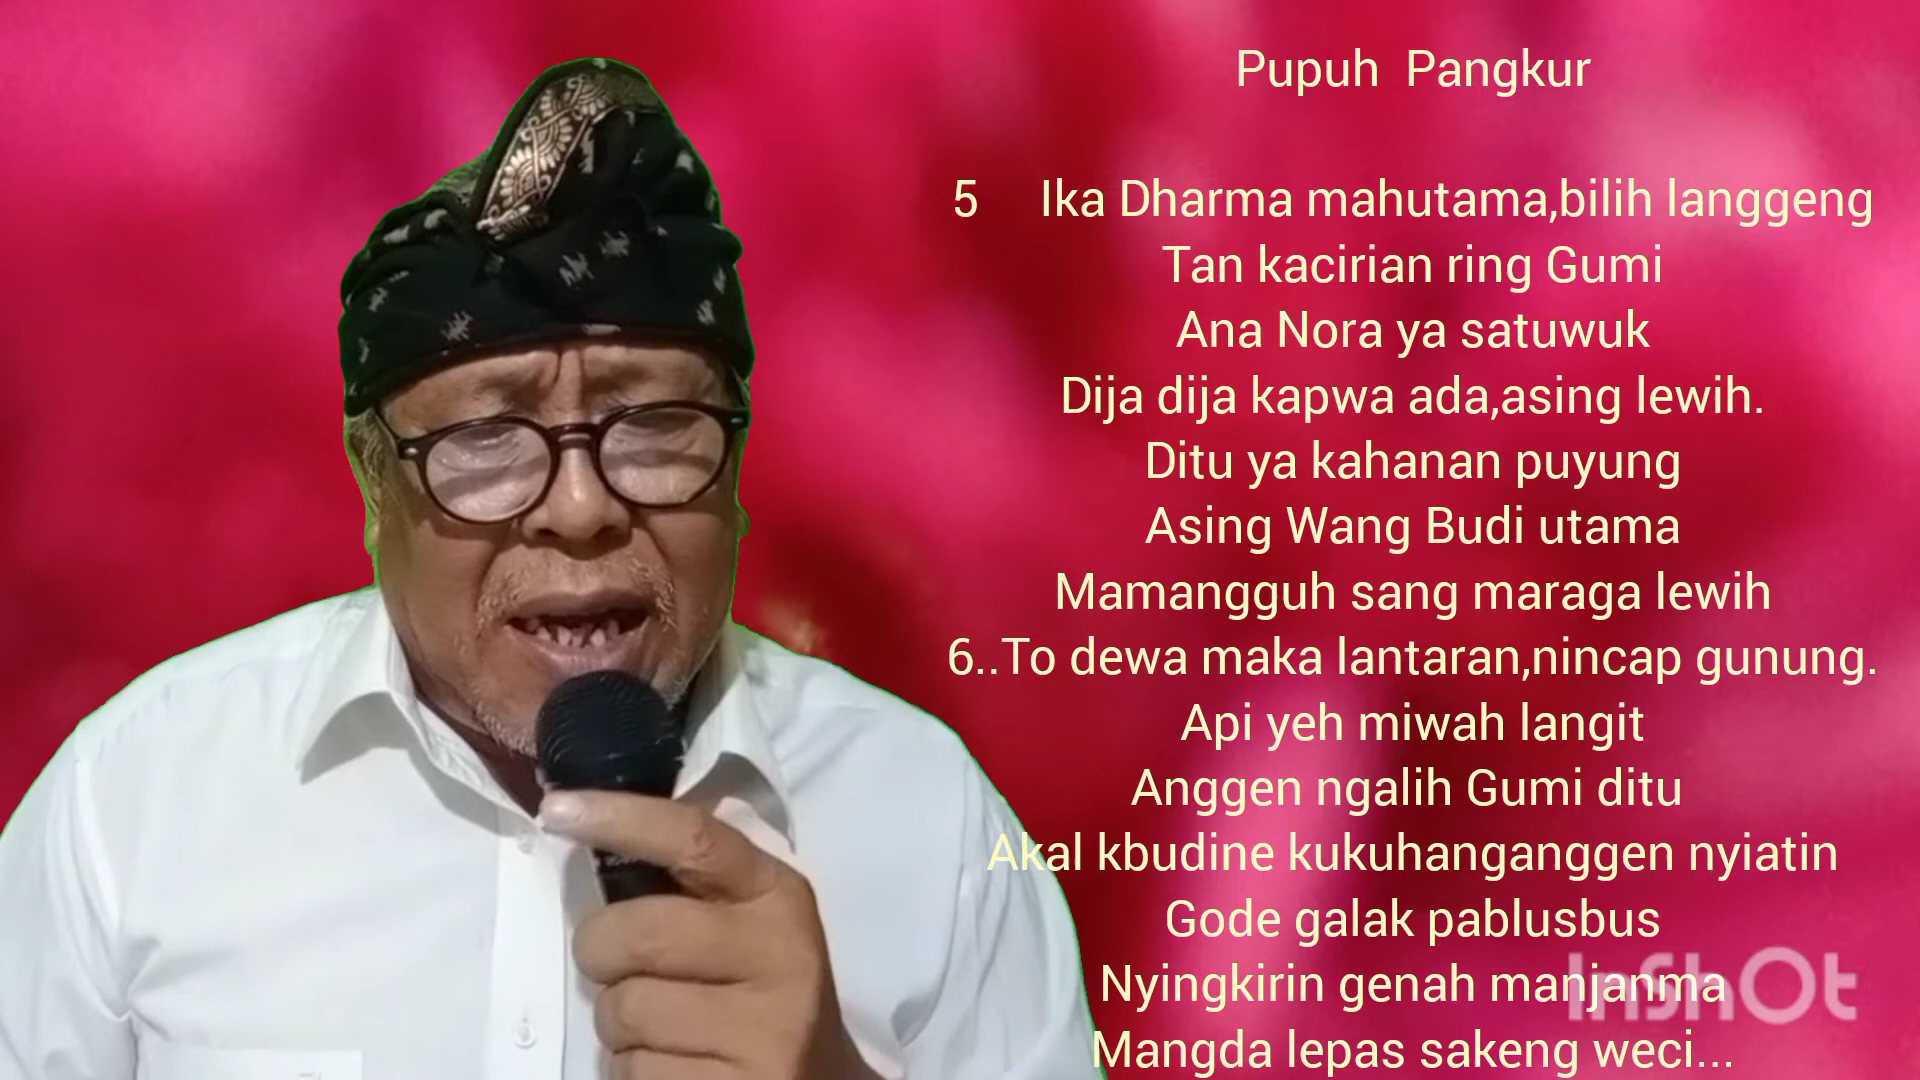 Pupuh Pangkur
5 Ika Dharma mahutama,bilih langgeng
Tan kacirian ring Gumi
Ana Nora ya satuwuk
Dija dija kapwa ada,asing lewih.
Ditu ya kahanan puyung
Asing Wang Budi utama
Mamangguh sang maraga lewih
6..To dewa maka lantaran,nincap gunung.
Api yeh miwah langit
Anggen ngalih Gumi ditu
Akal kbudine kukuhanganggen nyiatin
Gode galak pablusbus
Nyingkirin genah manjanma
Mangda lepas sakeng weci...
InShOt